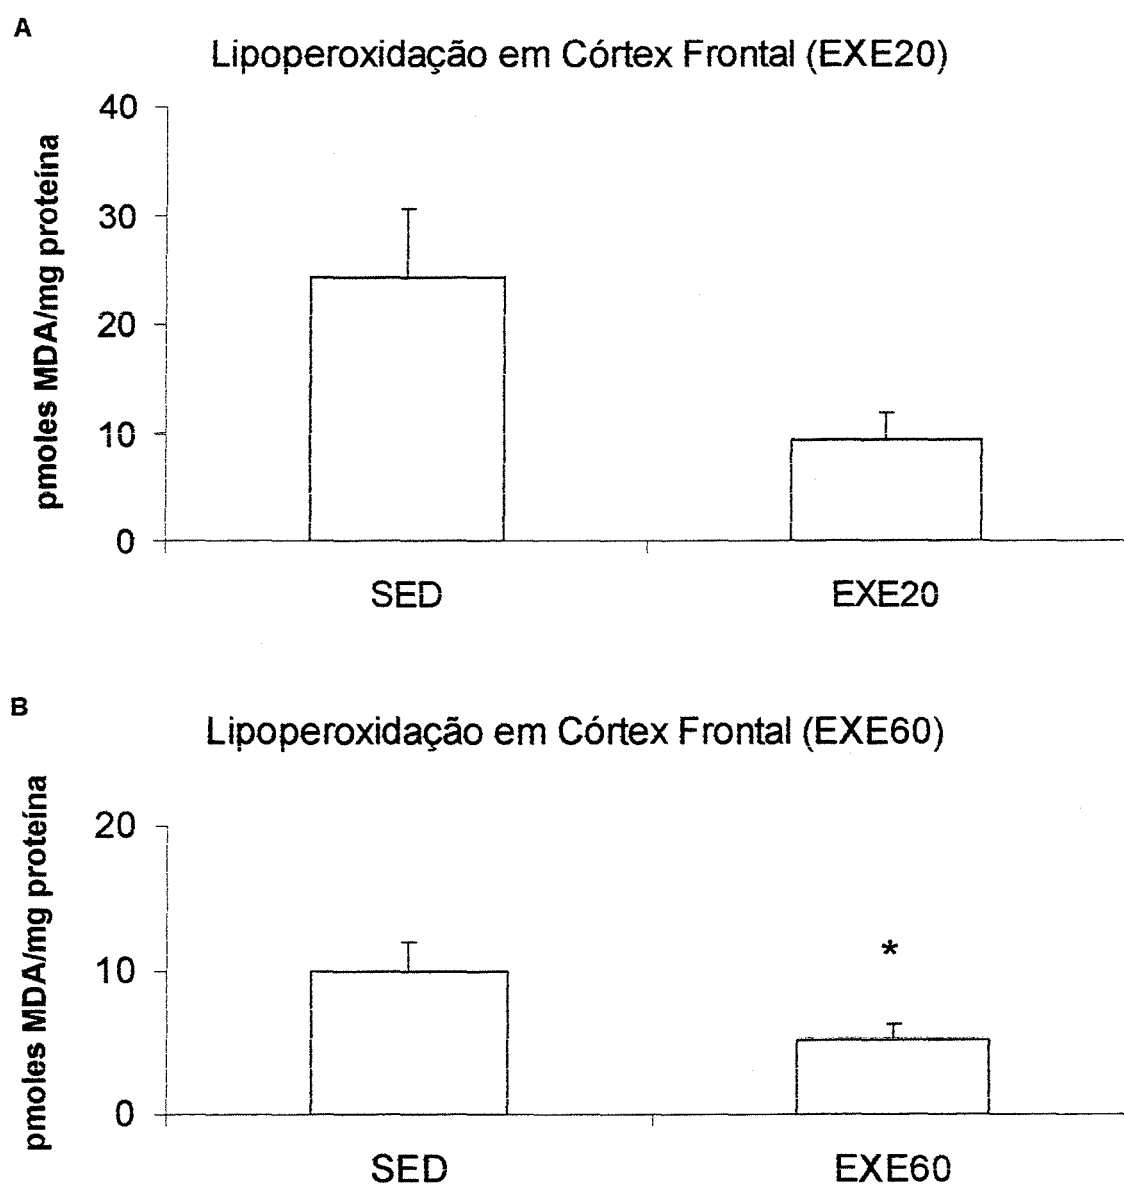 A
Lipoperoxidação em Córtex Frontal (EXE20)
pmoles MDA/mg proteína
40
30
20
10
0
SED EXE20
B
Lipoperoxidação em Córtex Frontal (EXE60)
pmoles MDA/mg proteína
20
10
0
*
SED EXE60